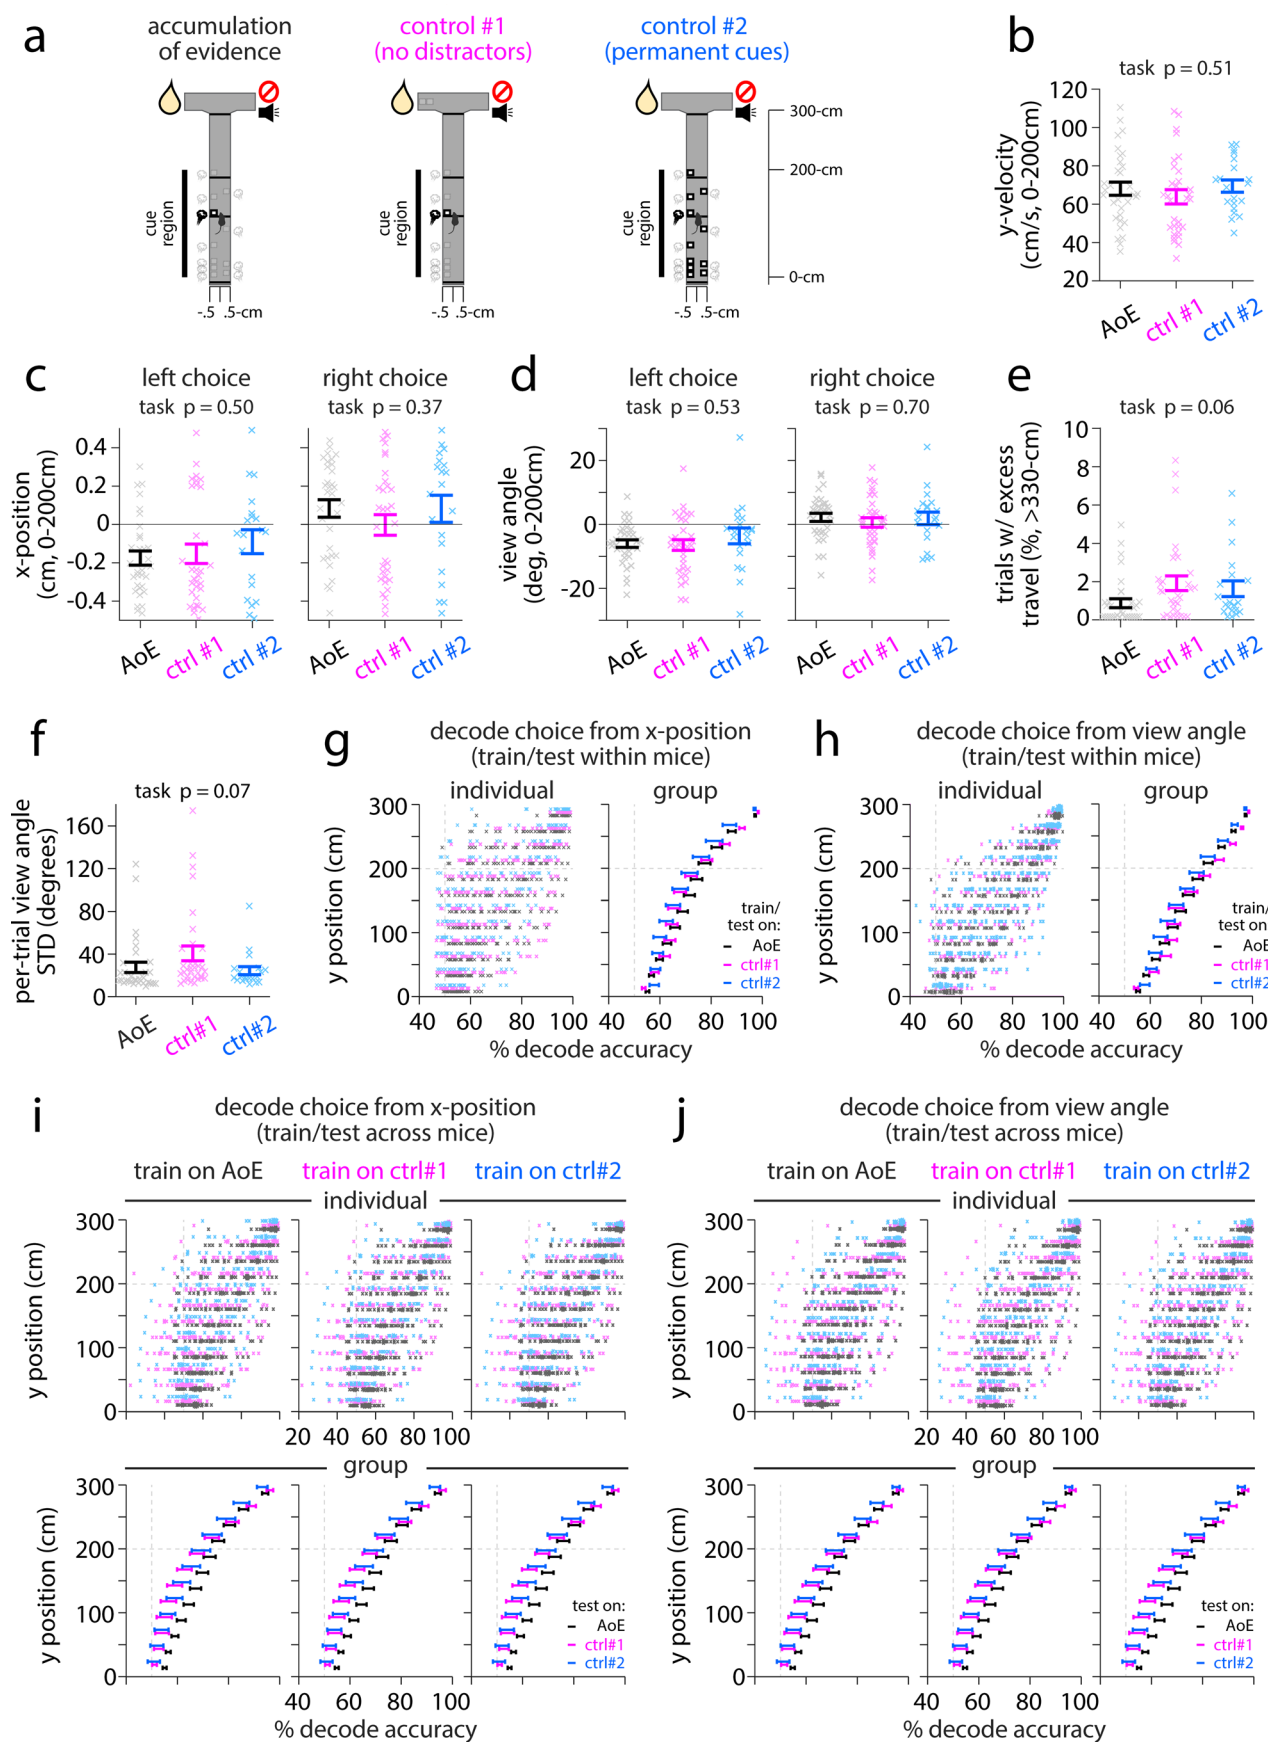 a
accumulation
of evidence
control #1
(no distractors)
control #2
(permanent cues)
300-cm
200-cm
0-cm
cue
region
cue
region
cue
region
-.5 .5-cm
-.5 .5-cm
-.5 .5-cm
b
task p = 0.51
y-velocity
(cm/s, 0-200cm)
120
100
80
60
40
20
AoE
ctrl #1
ctrl #2
c
left choice
task p = 0.50
right choice
task p = 0.37
x-position
(cm, 0-200cm)
0.4
0.2
0
-0.2
-0.4
AoE
ctrl #1
ctrl #2
AoE
ctrl #1
ctrl #2
d
left choice
task p = 0.53
right choice
task p = 0.70
view angle
(deg, 0-200cm)
20
0
-20
AoE
ctrl #1
ctrl #2
AoE
ctrl #1
ctrl #2
e
task p = 0.06
trials w/ excess
travel (%, >330-cm)
10
8
6
4
2
0
AoE
ctrl #1
ctrl #2
f
task p = 0.07
per-trial view angle
STD (degrees)
160
120
80
40
0
AoE
ctrl#1
ctrl#2
g
decode choice from x-position
(train/test within mice)
individual
group
y position (cm)
300
200
100
0
train/
test on:
AoE
ctrl#1
ctrl#2
40 60 80 100
40 60 80 100
% decode accuracy
h
decode choice from view angle
(train/test within mice)
individual
group
y position (cm)
300
200
100
0
train/
test on:
AoE
ctrl#1
ctrl#2
40 60 80 100
40 60 80 100
% decode accuracy
i
decode choice from x-position
(train/test across mice)
train on AoE
train on ctrl#1
train on ctrl#2
individual
y position (cm)
300
200
100
0
20 40 60 80 100
group
y position (cm)
300
200
100
0
test on:
AoE
ctrl#1
ctrl#2
40 60 80 100
% decode accuracy
j
decode choice from view angle
(train/test across mice)
train on AoE
train on ctrl#1
train on ctrl#2
individual
y position (cm)
300
200
100
0
20 40 60 80 100
group
y position (cm)
300
200
100
0
test on:
AoE
ctrl#1
ctrl#2
40 60 80 100
% decode accuracy